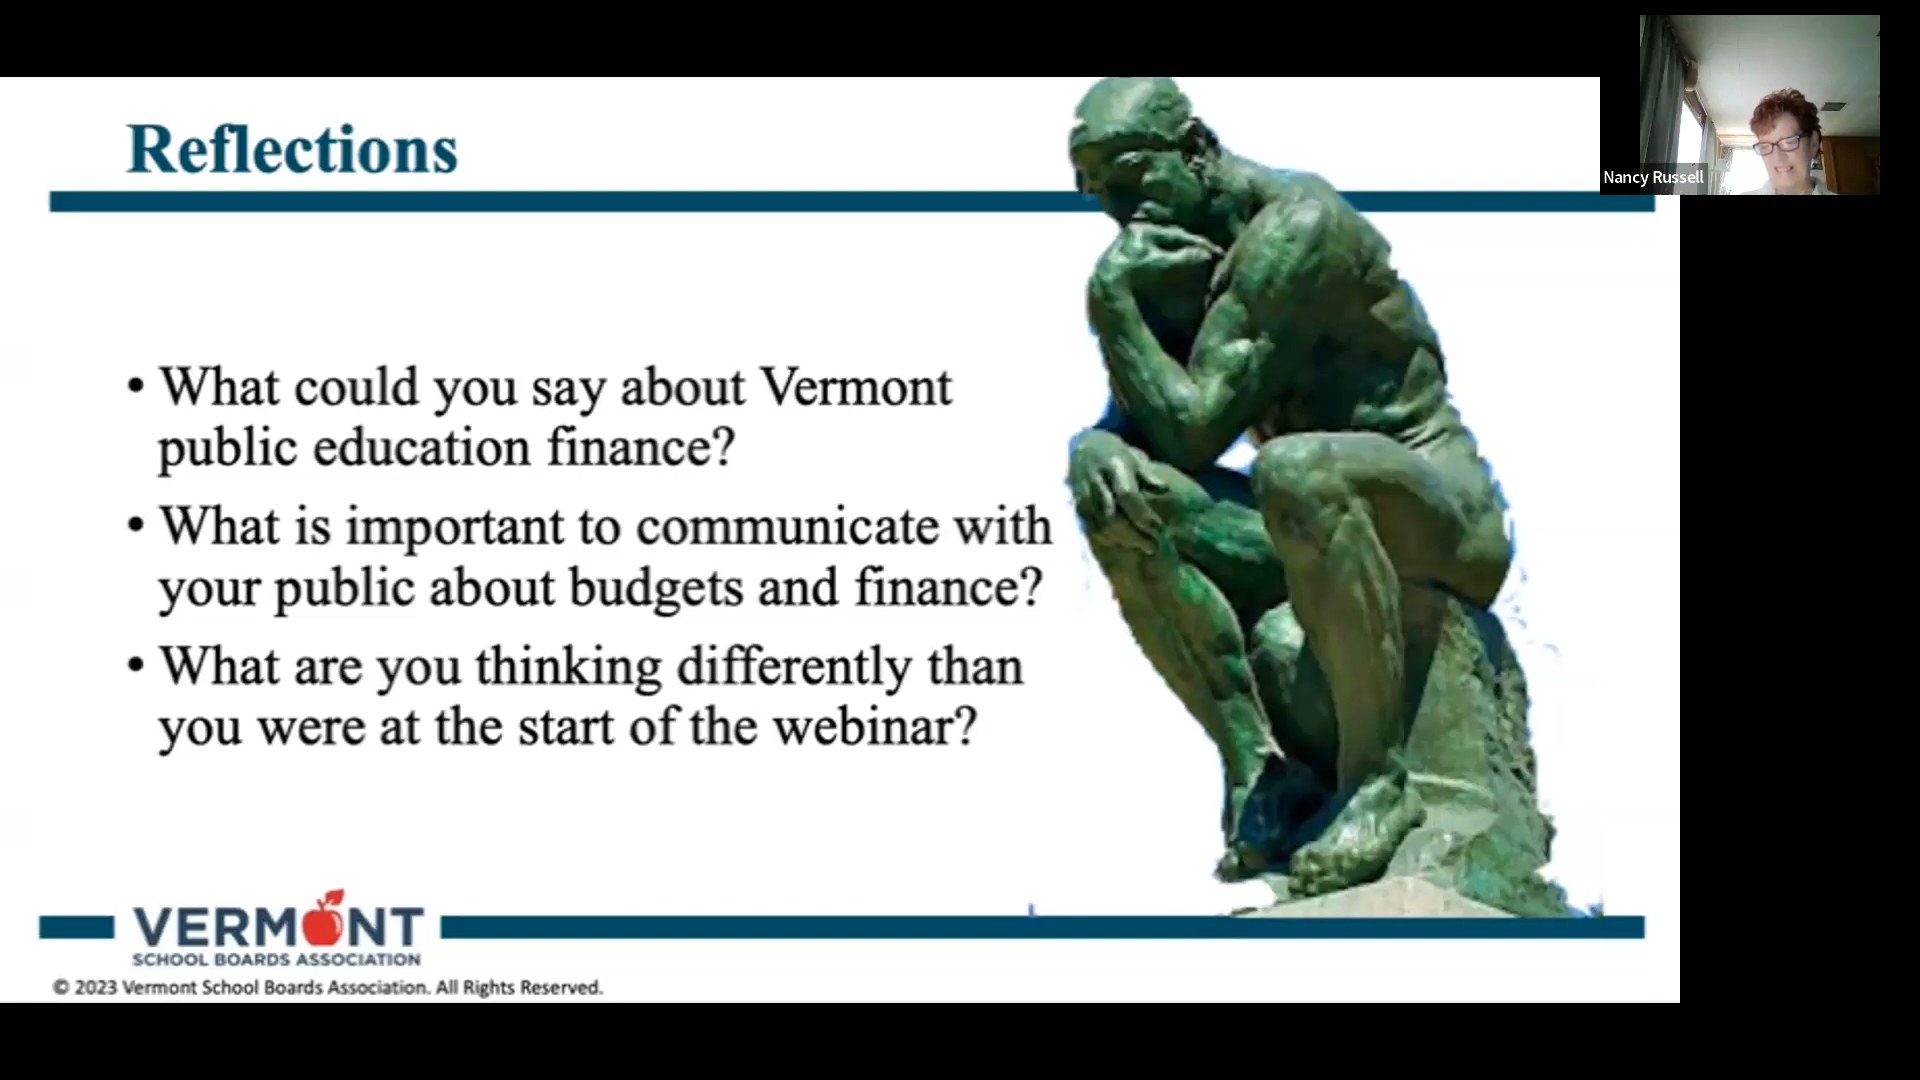 Reflections
Nancy Russell
• What could you say about Vermont
public education finance?
• What is important to communicate with
your public about budgets and finance?
• What are you thinking differently than
you were at the start of the webinar?
VERMONT
SCHOOL BOARDS ASSOCIATION
© 2023 Vermont School Boards Association. All Rights Reserved.